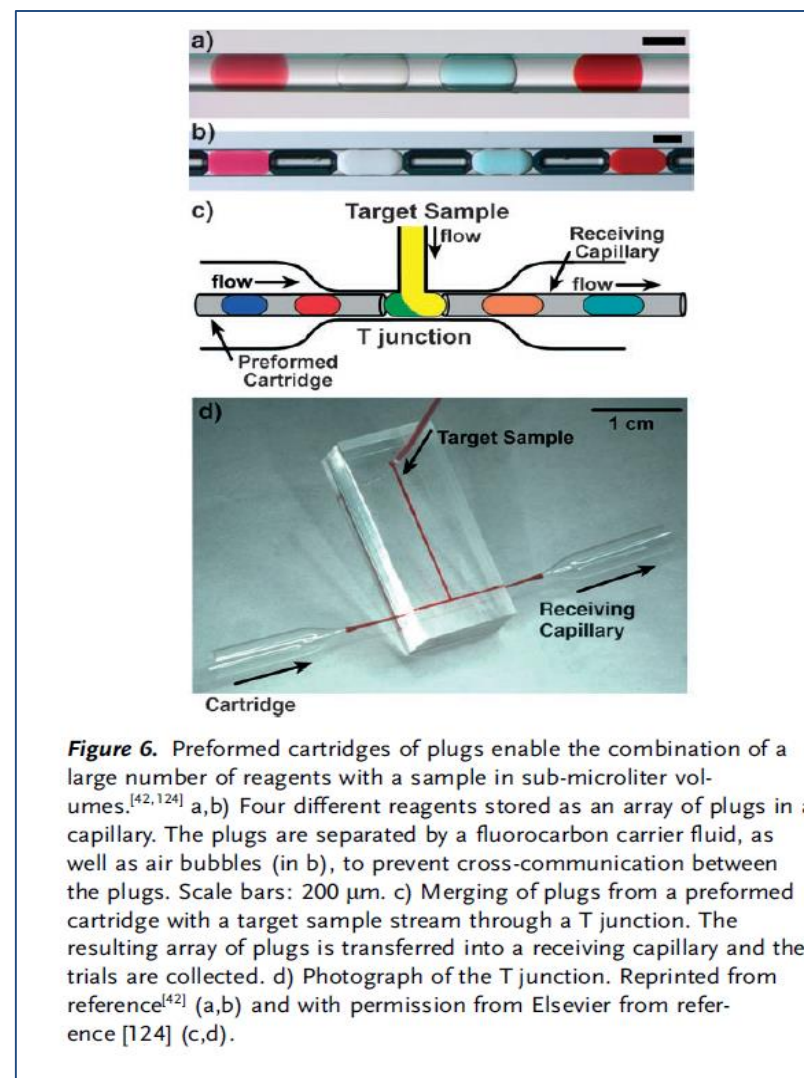 a)
b)
c)
Target Sample
flow
Receiving
Capillary
flow
flow
T junction
Preformed
Cartridge
d)
1 cm
Target Sample
Receiving
Capillary
Cartridge
Figure 6. Preformed cartridges of plugs enable the combination of a
large number of reagents with a sample in sub-microliter vol-
umes.[42,124] a,b) Four different reagents stored as an array of plugs in a
capillary. The plugs are separated by a fluorocarbon carrier fluid, as
well as air bubbles (in b), to prevent cross-communication between
the plugs. Scale bars: 200 μm. c) Merging of plugs from a preformed
cartridge with a target sample stream through a T junction. The
resulting array of plugs is transferred into a receiving capillary and the
trials are collected. d) Photograph of the T junction. Reprinted from
reference[42] (a,b) and with permission from Elsevier from refer-
ence [124] (c,d).